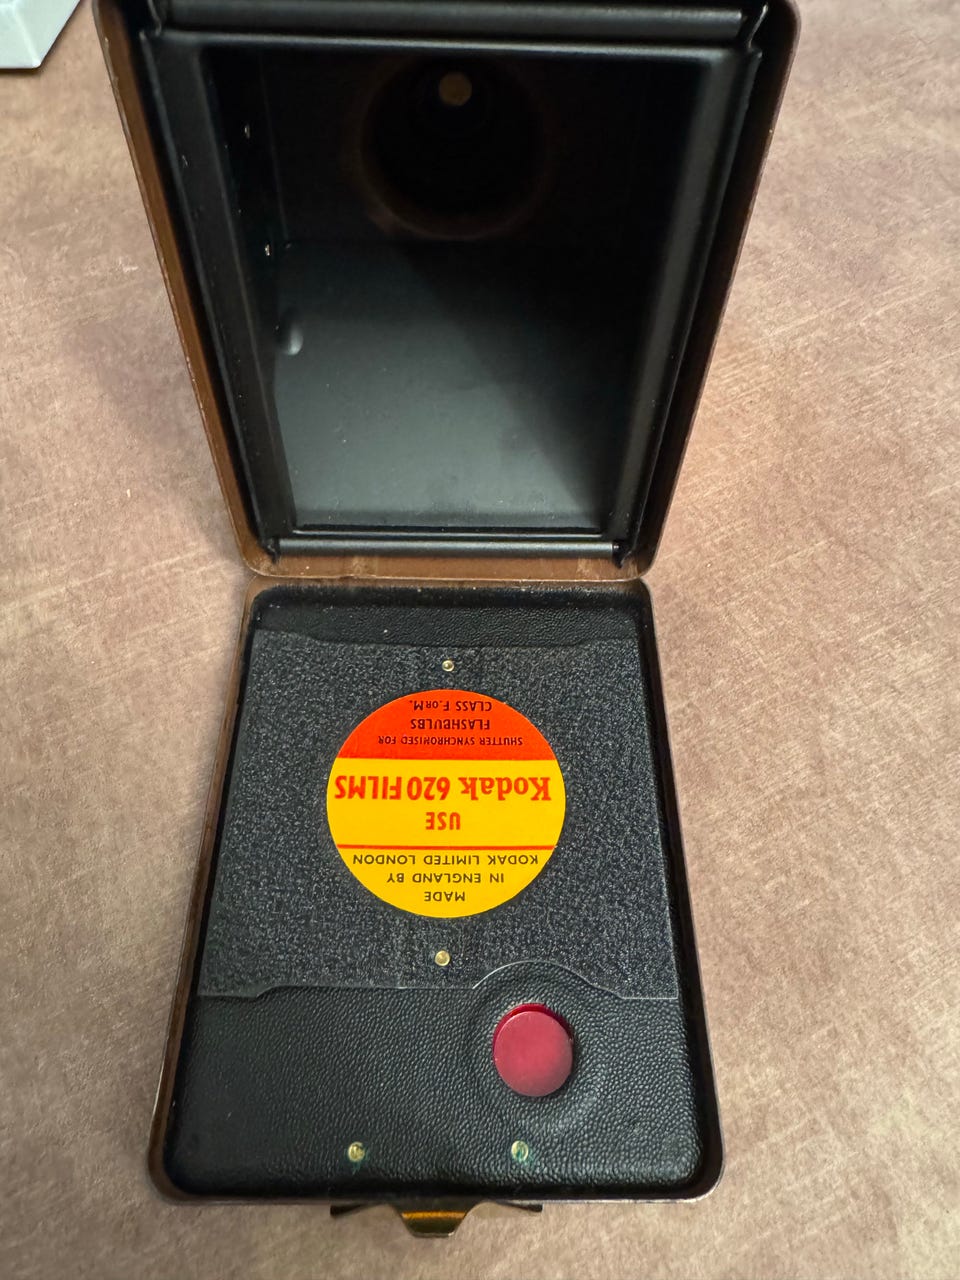 MADE
IN ENGLAND BY
KODAK LIMITED LONDON
USE
Kodak 620 FILMS
SHUTTER SYNCHRONISED FOR
FLASHBULBS
CLASS F. OR M.